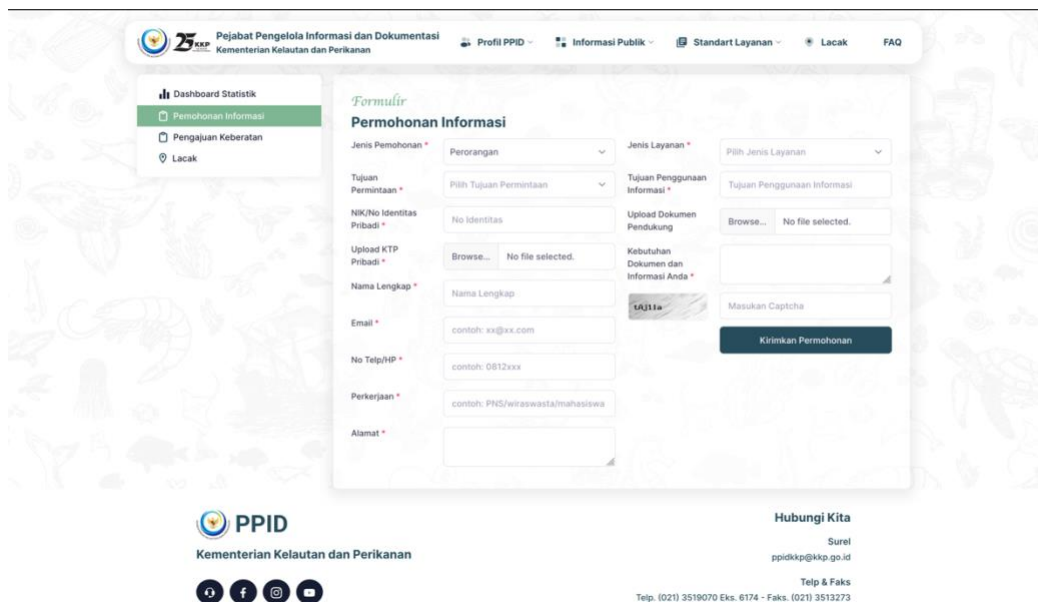 25 KKP
Pejabat Pengelola Informasi dan Dokumentasi
Kementerian Kelautan dan Perikanan
Profil PPID
Informasi Publik
Standart Layanan
Lacak
FAQ
Dashboard Statistik
Pemohonan Informasi
Pengajuan Keberatan
Lacak
Formulir
Permohonan Informasi
Jenis Pemohonan *
Perorangan
Tujuan
Permintaan *
Pilih Tujuan Permintaan
NIK/No Identitas
Pribadi *
No Identitas
Upload KTP
Pribadi *
Browse... No file selected.
Nama Lengkap *
Nama Lengkap
Email *
contoh: xx@xx.com
No Telp/HP *
contoh: 0812xxx
Perkerjaan *
contoh: PNS/wiraswasta/mahasiswa
Alamat *
Jenis Layanan *
Pilih Jenis Layanan
Tujuan Penggunaan
Informasi *
Tujuan Penggunaan Informasi
Upload Dokumen
Pendukung
Browse... No file selected.
Kebutuhan
Dokumen dan
Informasi Anda *
Masukan Captcha
Kirimkan Permohonan
PPID
Kementerian Kelautan dan Perikanan
Hubungi Kita
Surel
ppidkkp@kkp.go.id
Telp & Faks
Telp. (021) 3519070 Eks. 6174 - Faks. (021) 3513273